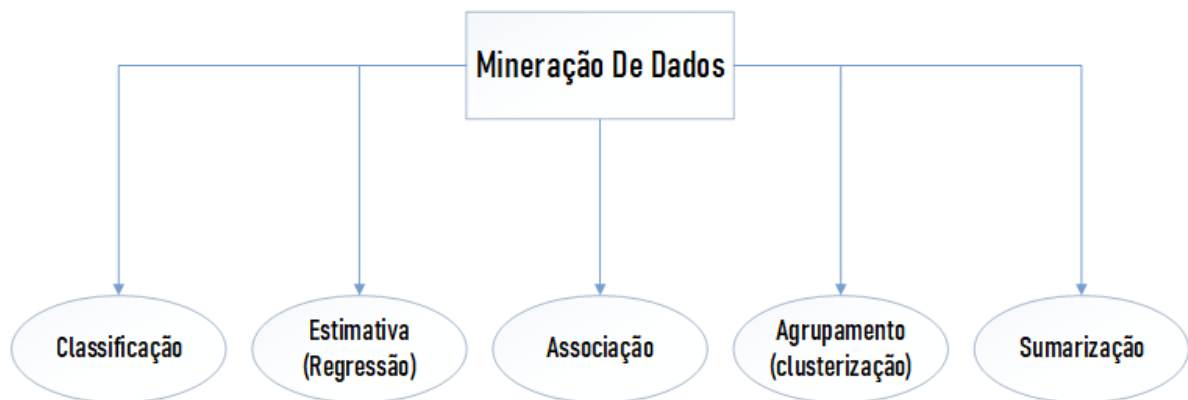 Mineração De Dados
Classificação
Estimativa
(Regressão)
Associação
Agrupamento
(clusterização)
Sumarização